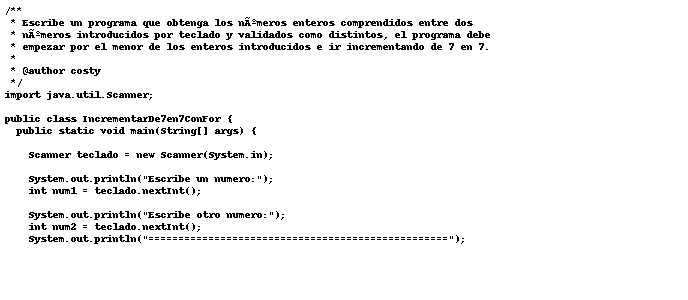 /**
 * Escribe un programa que obtenga los nÃºmeros enteros comprendidos entre dos
 * nÃºmeros introducidos por teclado y validados como distintos, el programa debe
 * empezar por el menor de los enteros introducidos e ir incrementando de 7 en 7.
 *
 * @author costy
 */
import java.util.Scanner;

public class IncrementarDe7en7ConFor {
  public static void main(String[] args) {

    Scanner teclado = new Scanner(System.in);

    System.out.println("Escribe un numero:");
    int num1 = teclado.nextInt();

    System.out.println("Escribe otro numero:");
    int num2 = teclado.nextInt();
    System.out.println("==================================================");